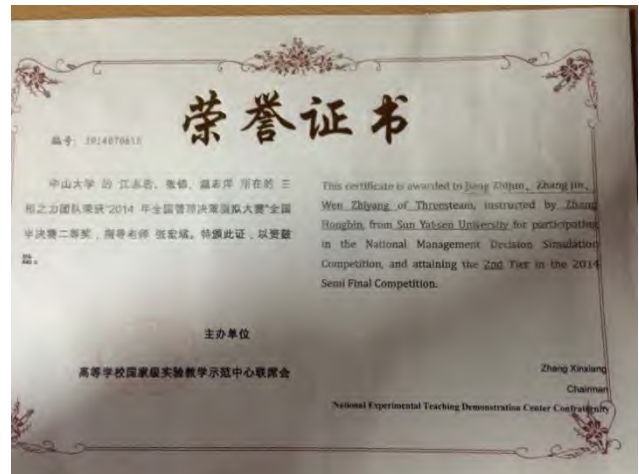 荣誉证书
编号: 2014070618
中山大学 的 江志 、张锦、温志洋 所在的 三
相之力团队荣获"2014 年全国管理决策模拟大赛"全国
半决赛二等奖，指导老师 张宏斌。特颁此证，以资鼓
励。
主办单位
高等学校国家级实验教学示范中心联席会
This certificate is awarded to Jiang Zhijun, Zhang Jin,
Wen Zhiyang of Threesteam, instructed by Zhang
Hongbin, from Sun Yat-sen University for participating
in the National Management Decision Simulation
Competition, and attaining the 2nd Tier in the 2014
Semi Final Competition.
Zhang Xinxiang
Chairman
National Experimental Teaching Demonstration Center Confraternity